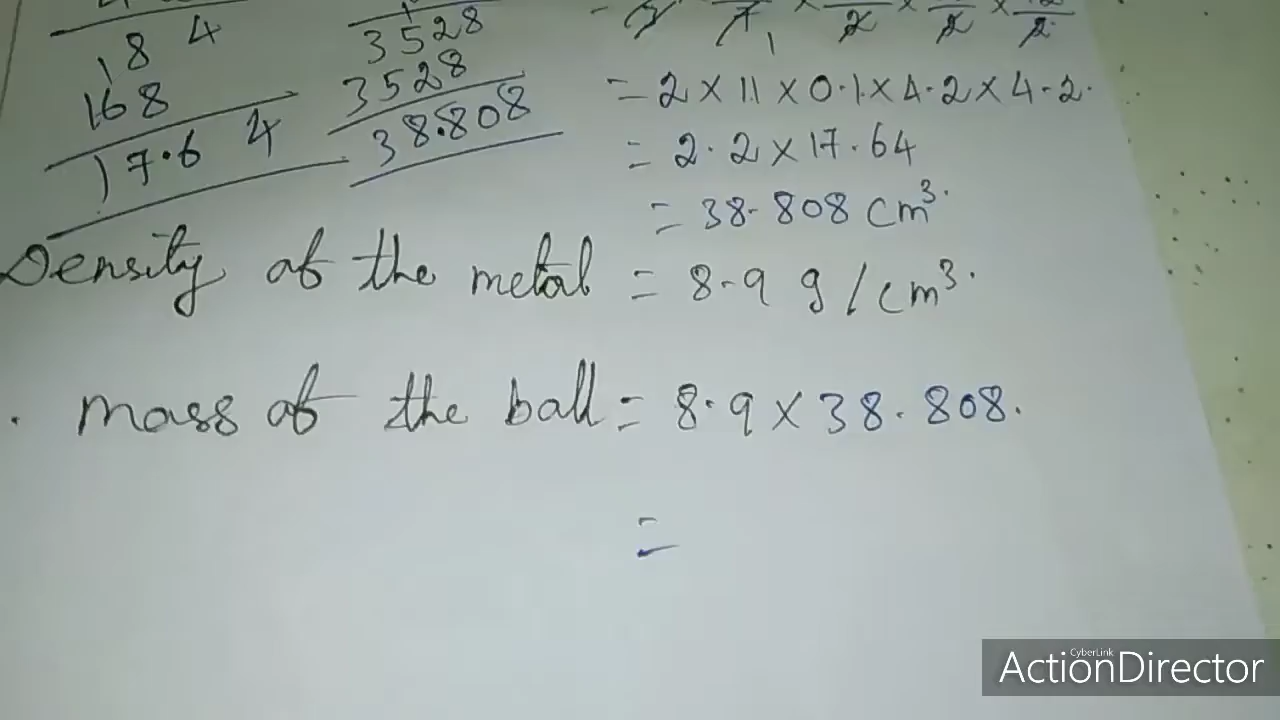 18 4
168
17.6 4
3528
3528
38.808
= 2 × 11 × 0.1 × 4.2 × 4.2.
= 2.2 × 17.64
= 38.808 cm³.
Density of the metal = 8.9 g/cm³.
. Mass of the ball = 8.9 × 38.808.
=
CyberLink
ActionDirector